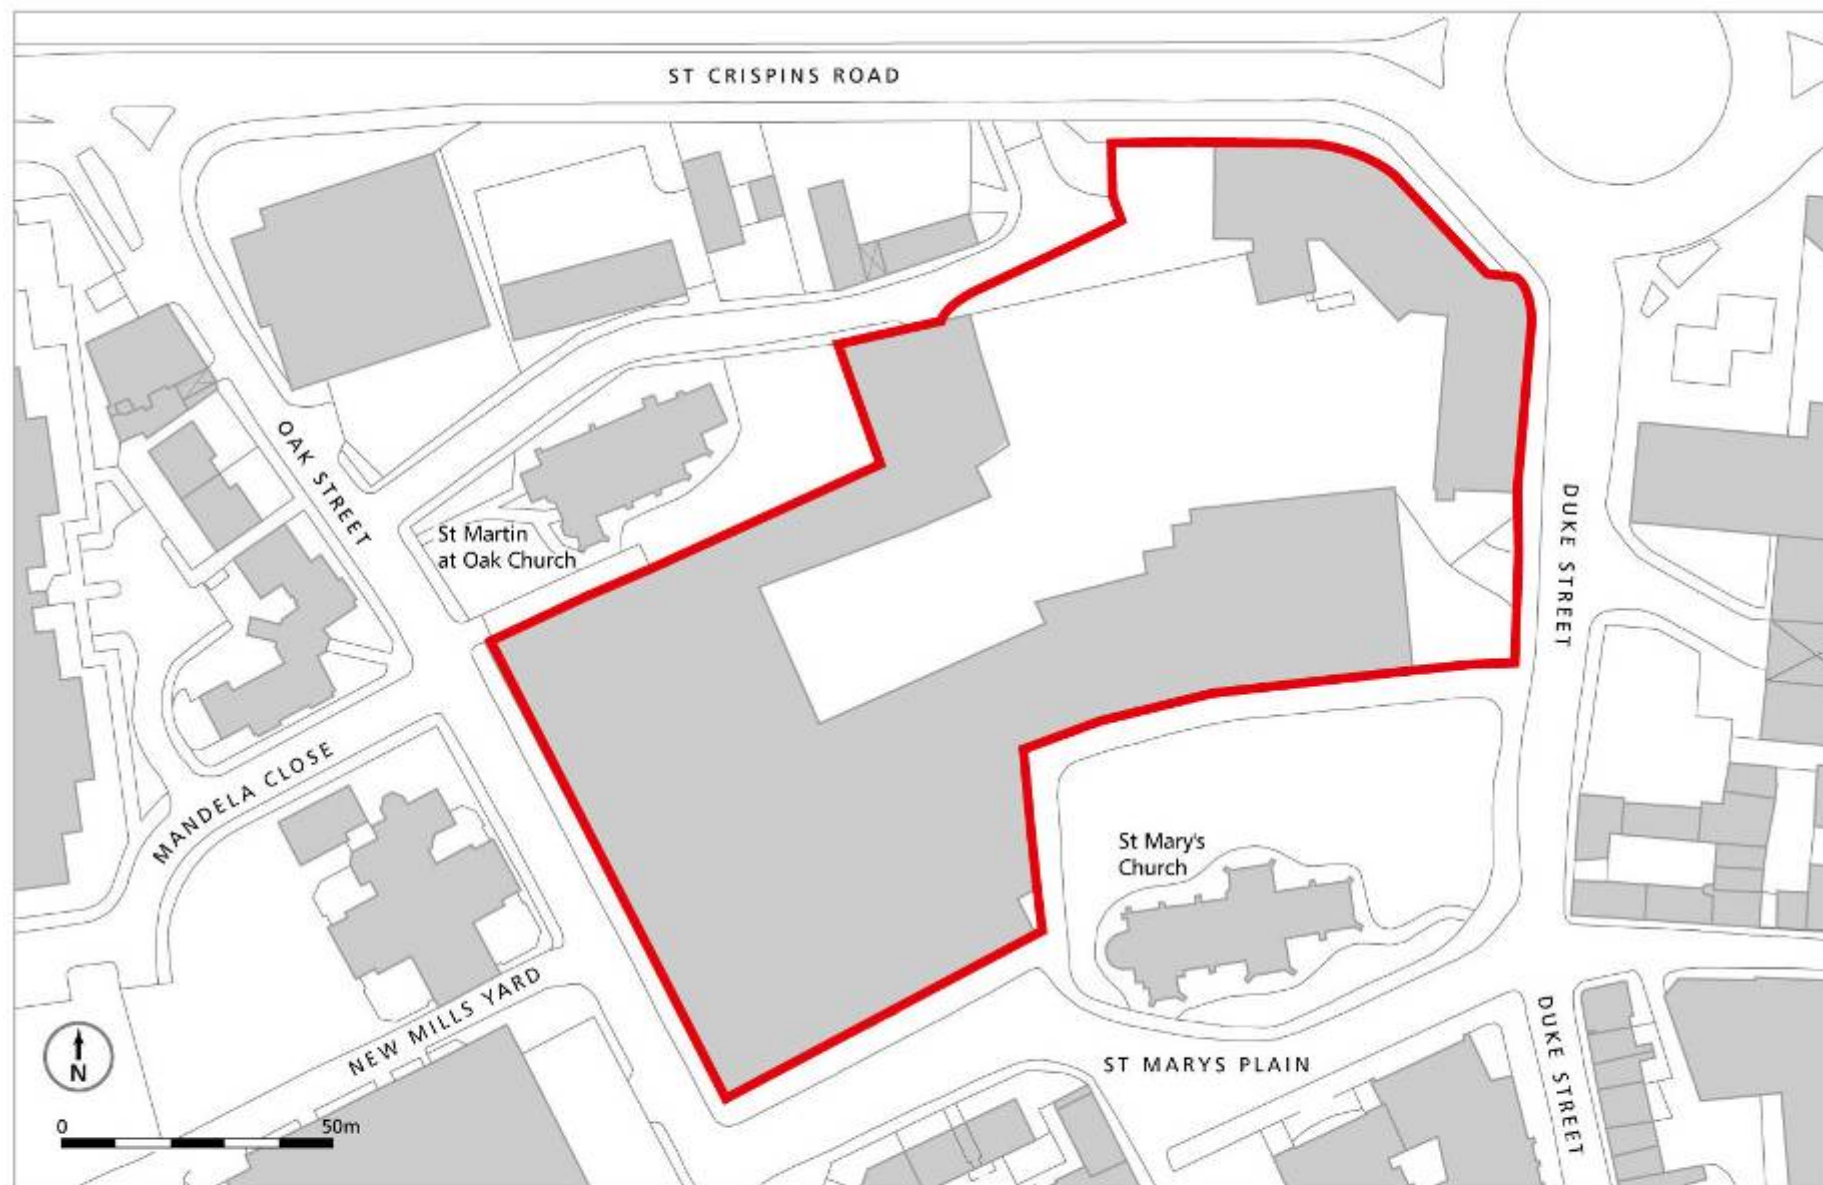 ST CRISPINS ROAD
OAK STREET
St Martin
at Oak Church
DUKE STREET
MANDELA CLOSE
St Mary's
Church
NEW MILLS YARD
ST MARYS PLAIN
DUKE STREET
N
0 50m